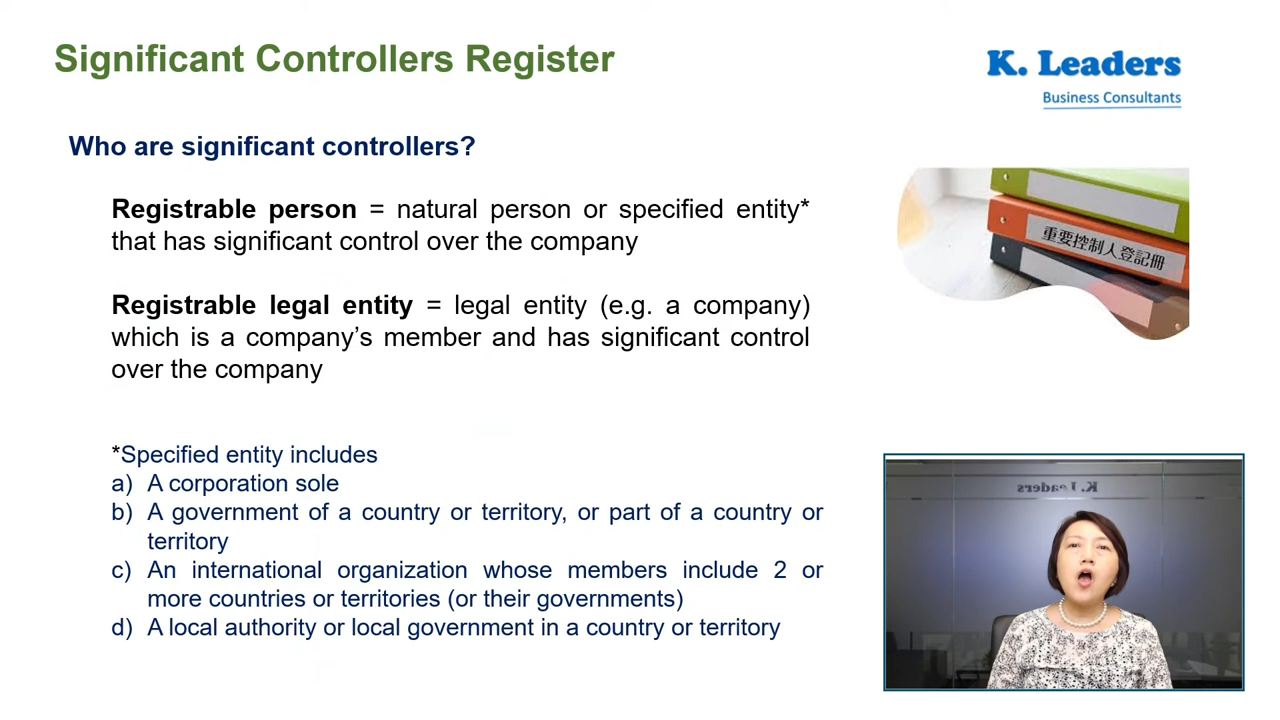 Significant Controllers Register
K. Leaders
Business Consultants
Who are significant controllers?
Registrable person = natural person or specified entity*
that has significant control over the company
重要控制人登記冊
Registrable legal entity = legal entity (e.g. a company)
which is a company’s member and has significant control
over the company
*Specified entity includes
a) A corporation sole
b) A government of a country or territory, or part of a country or
territory
c) An international organization whose members include 2 or
more countries or territories (or their governments)
d) A local authority or local government in a country or territory
K. Leaders